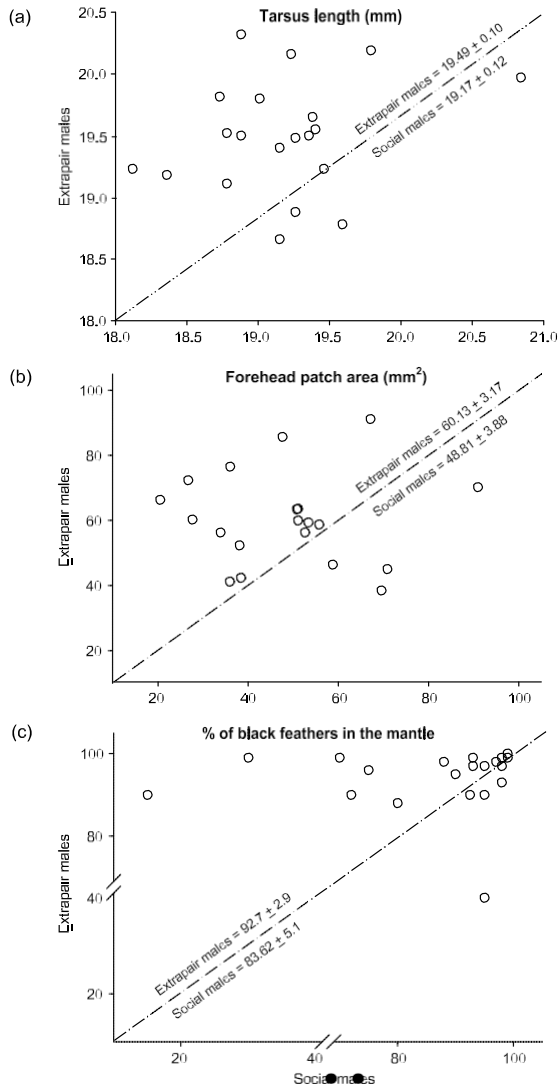 (a)
Tarsus length (mm)
20.5
20.0
19.5
19.0
18.5
18.0
Extrapair males
Extrapair males = 19.49 ± 0.10
Social males = 19.17 ± 0.12
18.0 18.5 19.0 19.5 20.0 20.5 21.0
(b)
Forehead patch area (mm²)
100
80
60
40
20
Extrapair males
Extrapair males = 60.13 ± 3.17
Social males = 48.81 ± 3.88
20 40 60 80 100
(c)
% of black feathers in the mantle
100
80
40
20
Extrapair males
Extrapair males = 92.7 ± 2.9
Social males = 83.62 ± 5.1
20 40 80 100
Social males